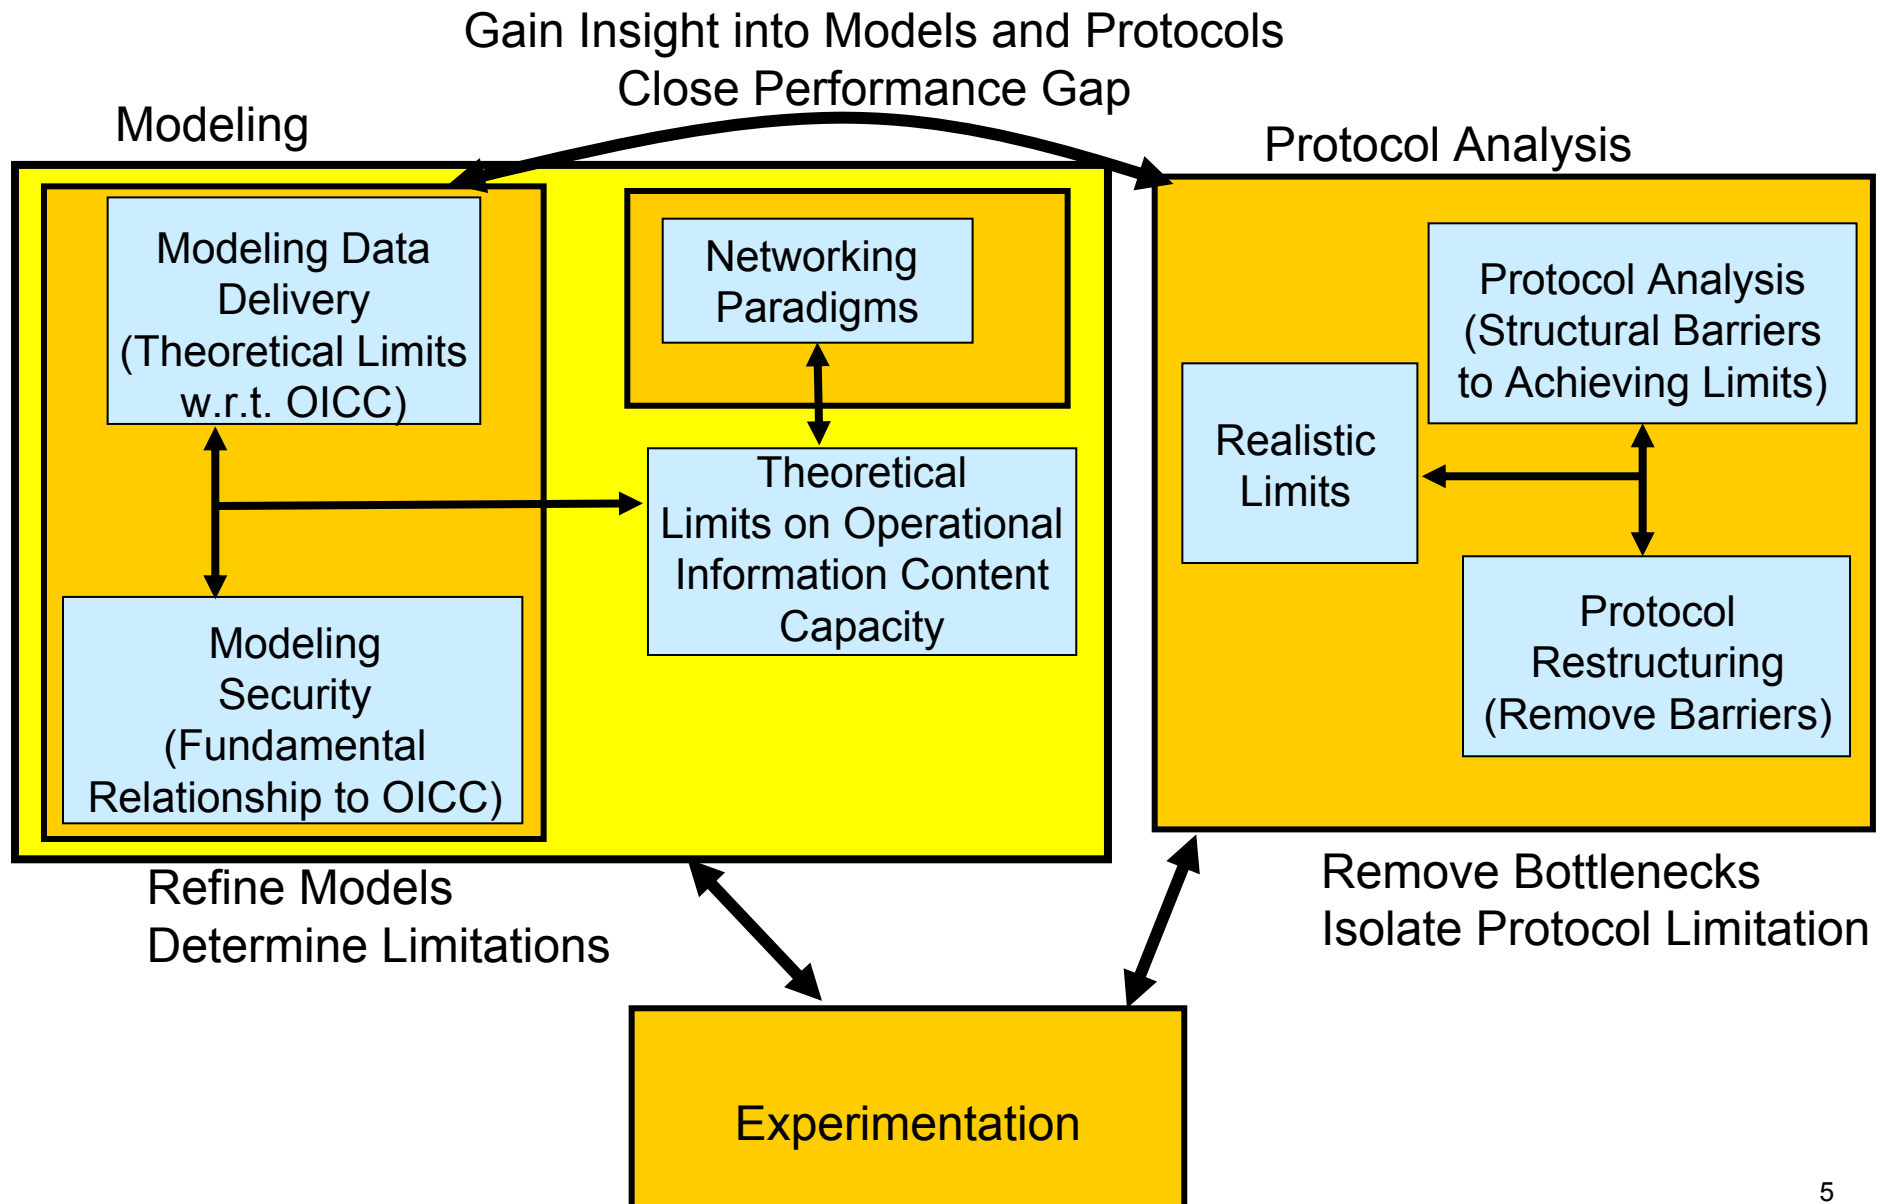 Gain Insight into Models and Protocols
Close Performance Gap
Modeling
Protocol Analysis
Modeling Data
Delivery
(Theoretical Limits
w.r.t. OICC)
Networking
Paradigms
Protocol Analysis
(Structural Barriers
to Achieving Limits)
Realistic
Limits
Theoretical
Limits on Operational
Information Content
Capacity
Modeling
Security
(Fundamental
Relationship to OICC)
Protocol
Restructuring
(Remove Barriers)
Refine Models
Determine Limitations
Remove Bottlenecks
Isolate Protocol Limitation
Experimentation
5